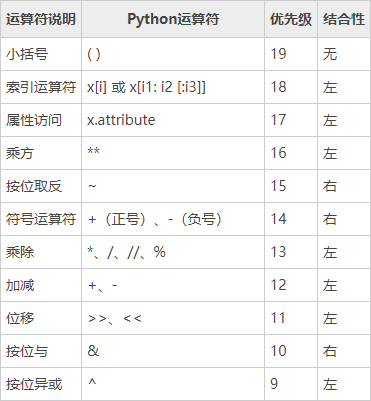 运算符说明 Python运算符 优先级 结合性
小括号 ( ) 19 无
索引运算符 x[i] 或 x[i1: i2 [:i3]] 18 左
属性访问 x.attribute 17 左
乘方 ** 16 左
按位取反 ~ 15 右
符号运算符 +（正号）、-（负号） 14 右
乘除 *、/、//、% 13 左
加减 +、- 12 左
位移 >>、<< 11 左
按位与 & 10 右
按位异或 ^ 9 左